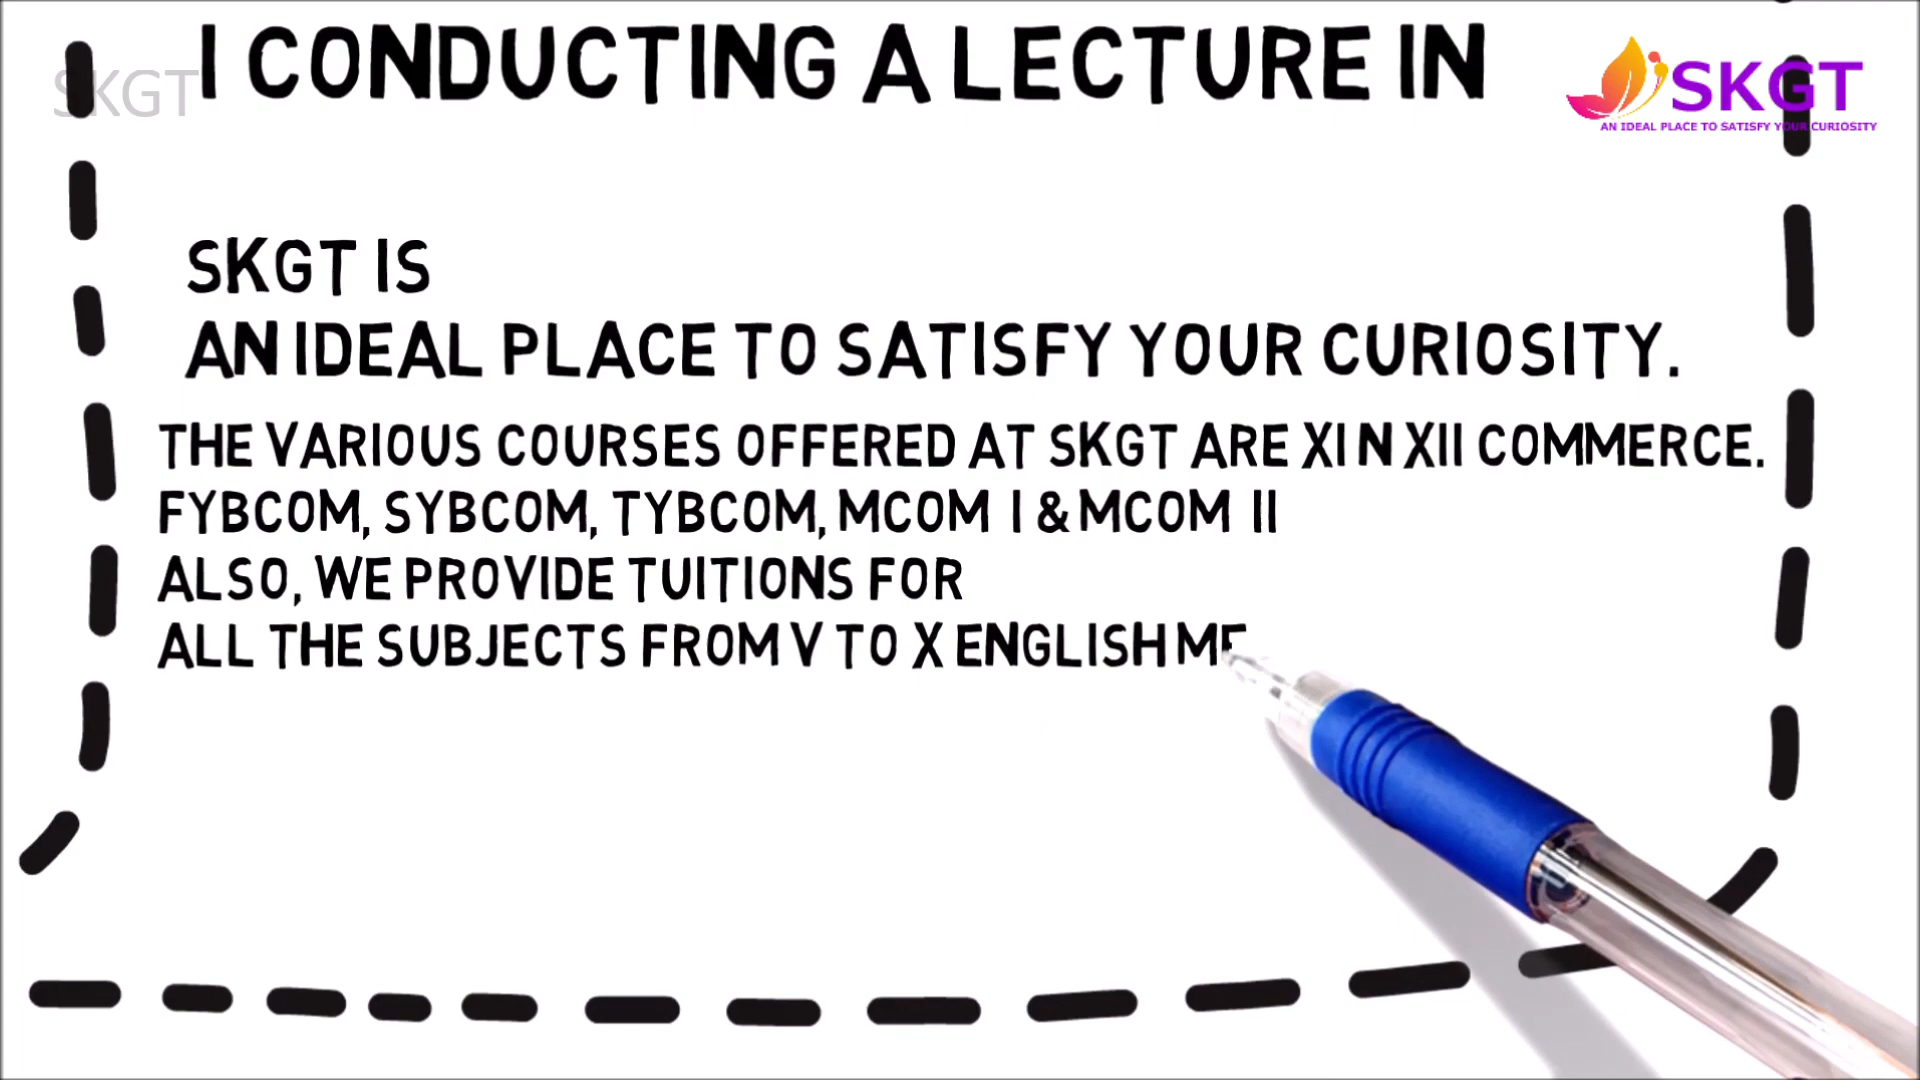 I CONDUCTING A LECTURE IN
SKGT
SKGT
AN IDEAL PLACE TO SATISFY YOUR CURIOSITY
SKGT IS
AN IDEAL PLACE TO SATISFY YOUR CURIOSITY.
THE VARIOUS COURSES OFFERED AT SKGT ARE XI N XII COMMERCE.
FYBCOM, SYBCOM, TYBCOM, MCOM I & MCOM II
ALSO, WE PROVIDE TUITIONS FOR
ALL THE SUBJECTS FROM V TO X ENGLISH